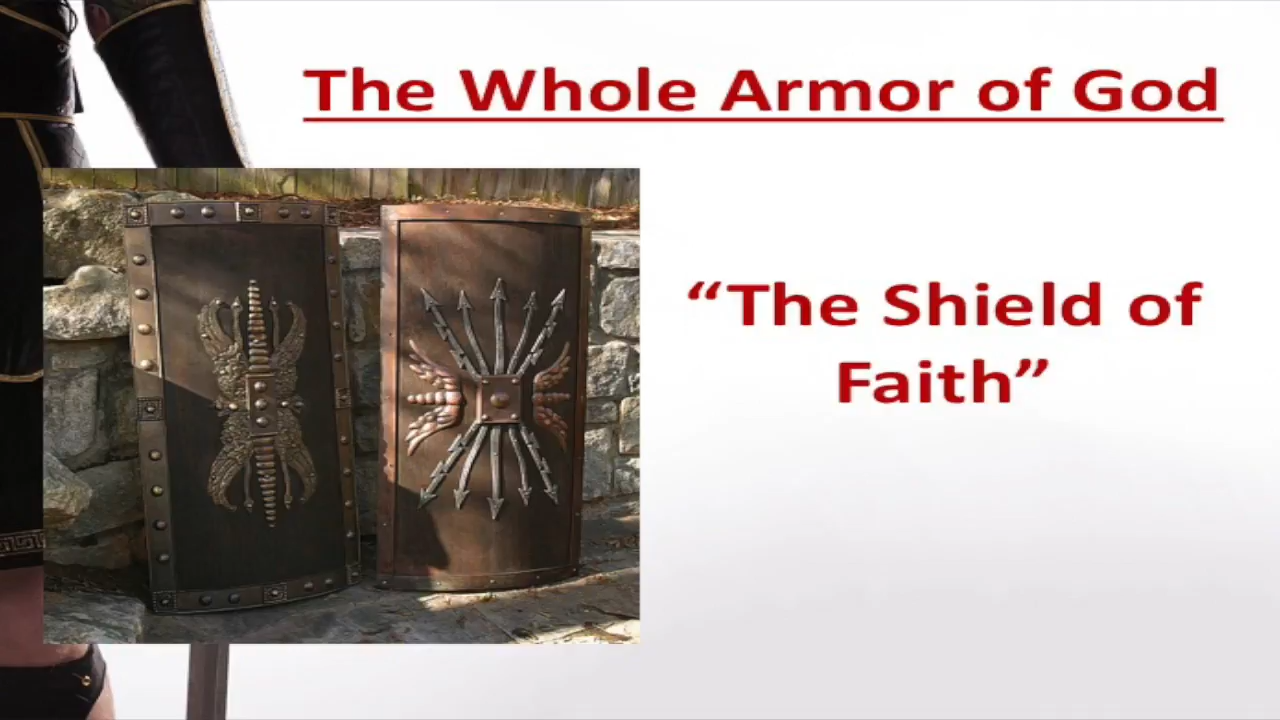 The Whole Armor of God
“The Shield of
Faith”